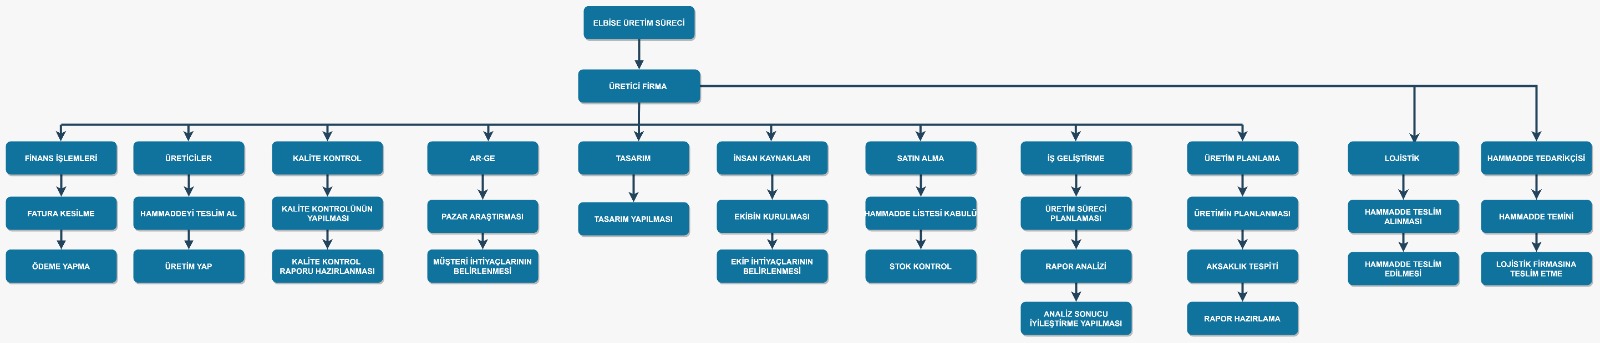 ELBİSE ÜRETİM SÜRECİ
ÜRETİCİ FİRMA
FİNANS İŞLEMLERİ
ÜRETİCİLER
KALİTE KONTROL
AR-GE
TASARIM
İNSAN KAYNAKLARI
SATIN ALMA
İŞ GELİŞTİRME
ÜRETİM PLANLAMA
LOJİSTİK
HAMMADDE TEDARİKÇİSİ
FATURA KESİLME
HAMMADDEYİ TESLİM AL
KALİTE KONTROLÜNÜN
YAPILMASI
PAZAR ARAŞTIRMASI
TASARIM YAPILMASI
EKİBİN KURULMASI
HAMMADDE LİSTESİ KABULÜ
ÜRETİM SÜRECİ
PLANLAMASI
ÜRETİMİN PLANLANMASI
HAMMADDE TESLİM
ALINMASI
HAMMADDE TEMİNİ
ÖDEME YAPMA
ÜRETİM YAP
KALİTE KONTROL
RAPORU HAZIRLANMASI
MÜŞTERİ İHTİYAÇLARININ
BELİRLENMESİ
EKİP İHTİYAÇLARININ
BELİRLENMESİ
STOK KONTROL
RAPOR ANALİZİ
AKSAKLIK TESPİTİ
HAMMADDE TESLİM
EDİLMESİ
LOJİSTİK FİRMASINA
TESLİM ETME
ANALİZ SONUCU
İYİLEŞTİRME YAPILMASI
RAPOR HAZIRLAMA